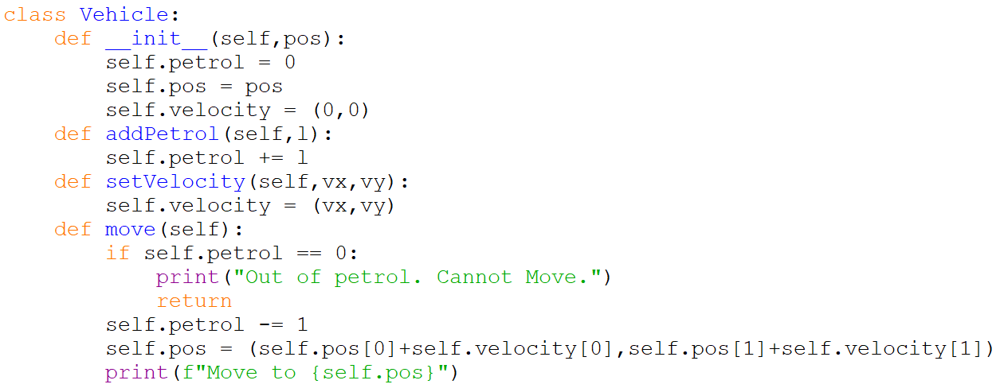 class Vehicle:
    def __init__(self,pos):
        self.petrol = 0
        self.pos = pos
        self.velocity = (0,0)
    def addPetrol(self,l):
        self.petrol += l
    def setVelocity(self,vx,vy):
        self.velocity = (vx,vy)
    def move(self):
        if self.petrol == 0:
            print("Out of petrol. Cannot Move.")
            return
        self.petrol -= 1
        self.pos = (self.pos[0]+self.velocity[0],self.pos[1]+self.velocity[1])
        print(f"Move to {self.pos}")